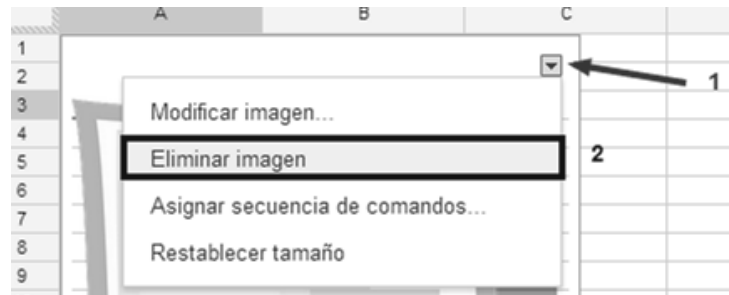 A B C
1
2
3
4
5
6
7
8
9
Modificar imagen...
Eliminar imagen
Asignar secuencia de comandos...
Restablecer tamaño
1
2